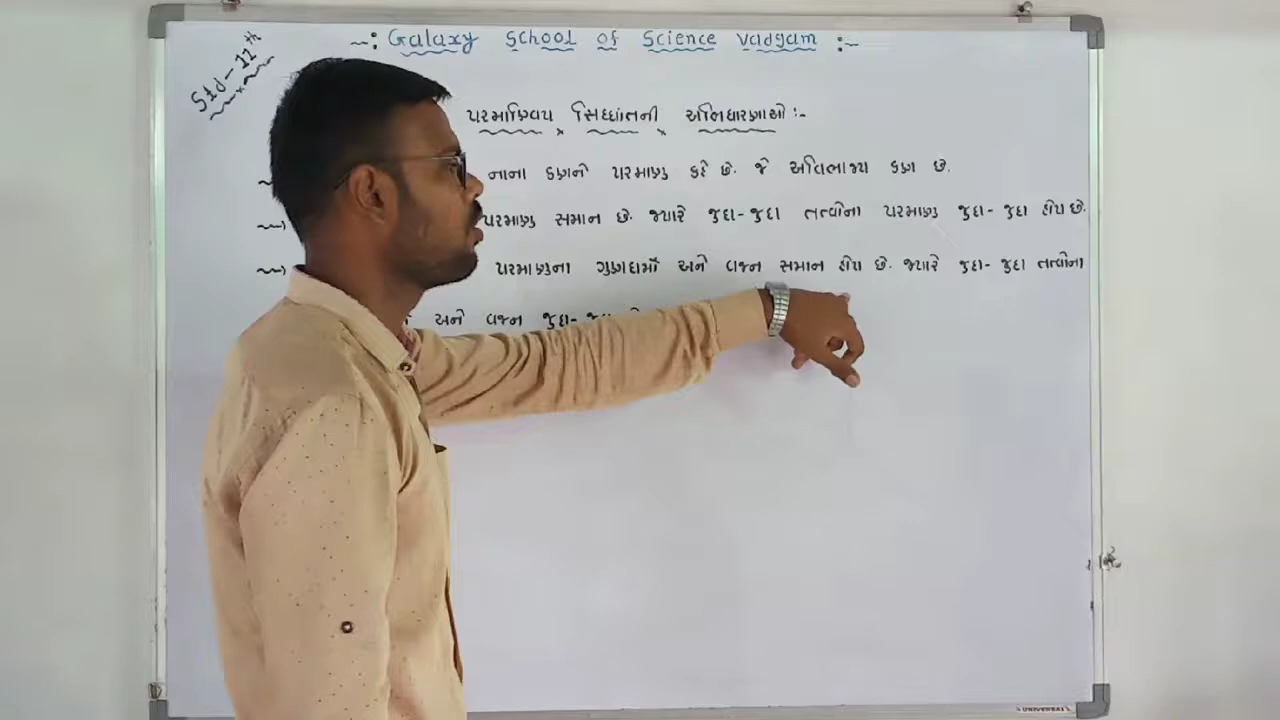 -: Galaxy School of Science Vadgam :-
Std-11th
પરમાણ્વિય સિધ્ધાંતની અભિધારણાઓ :-
નાના કણને પરમાણુ કહે છે. જે અવિભાજ્ય કણ છે.
પરમાણુ સમાન છે. જ્યારે જુદા-જુદા તત્વોના પરમાણુ જુદા-જુદા હોય છે.
પરમાણુના ગુણધર્મો અને વજન સમાન હોય છે. જ્યારે જુદા-જુદા તત્વોના
અને વજન જુદા-
UNIVERSAL